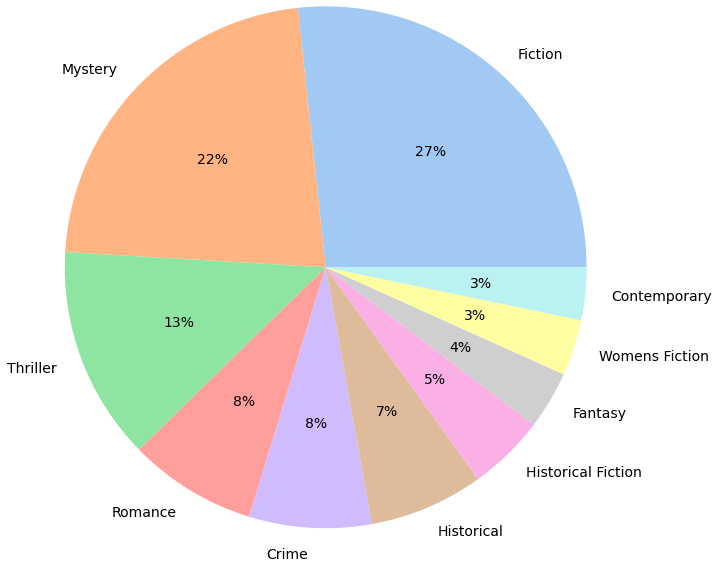 Fiction
Mystery
27%
22%
3%
Contemporary
3%
13%
4%
Womens Fiction
Thriller
5%
8%
7%
Fantasy
8%
Historical Fiction
Romance
Historical
Crime